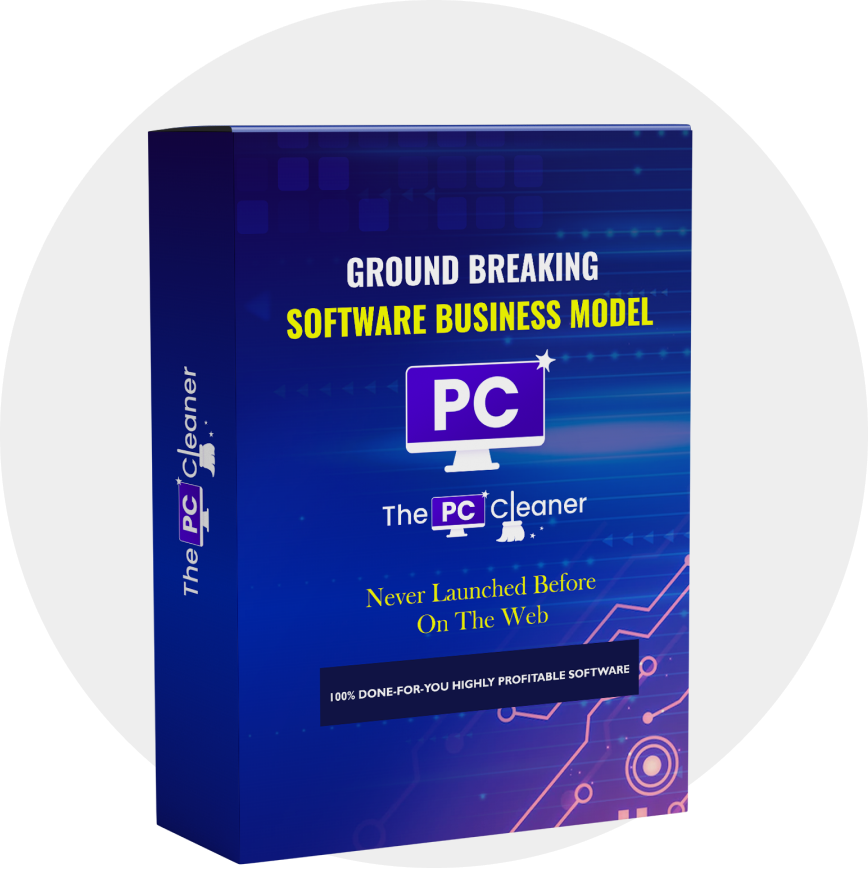 GROUND BREAKING
SOFTWARE BUSINESS MODEL
PC
The PC Cleaner
Never Launched Before
On The Web
100% DONE-FOR-YOU HIGHLY PROFITABLE SOFTWARE
The PC Cleaner